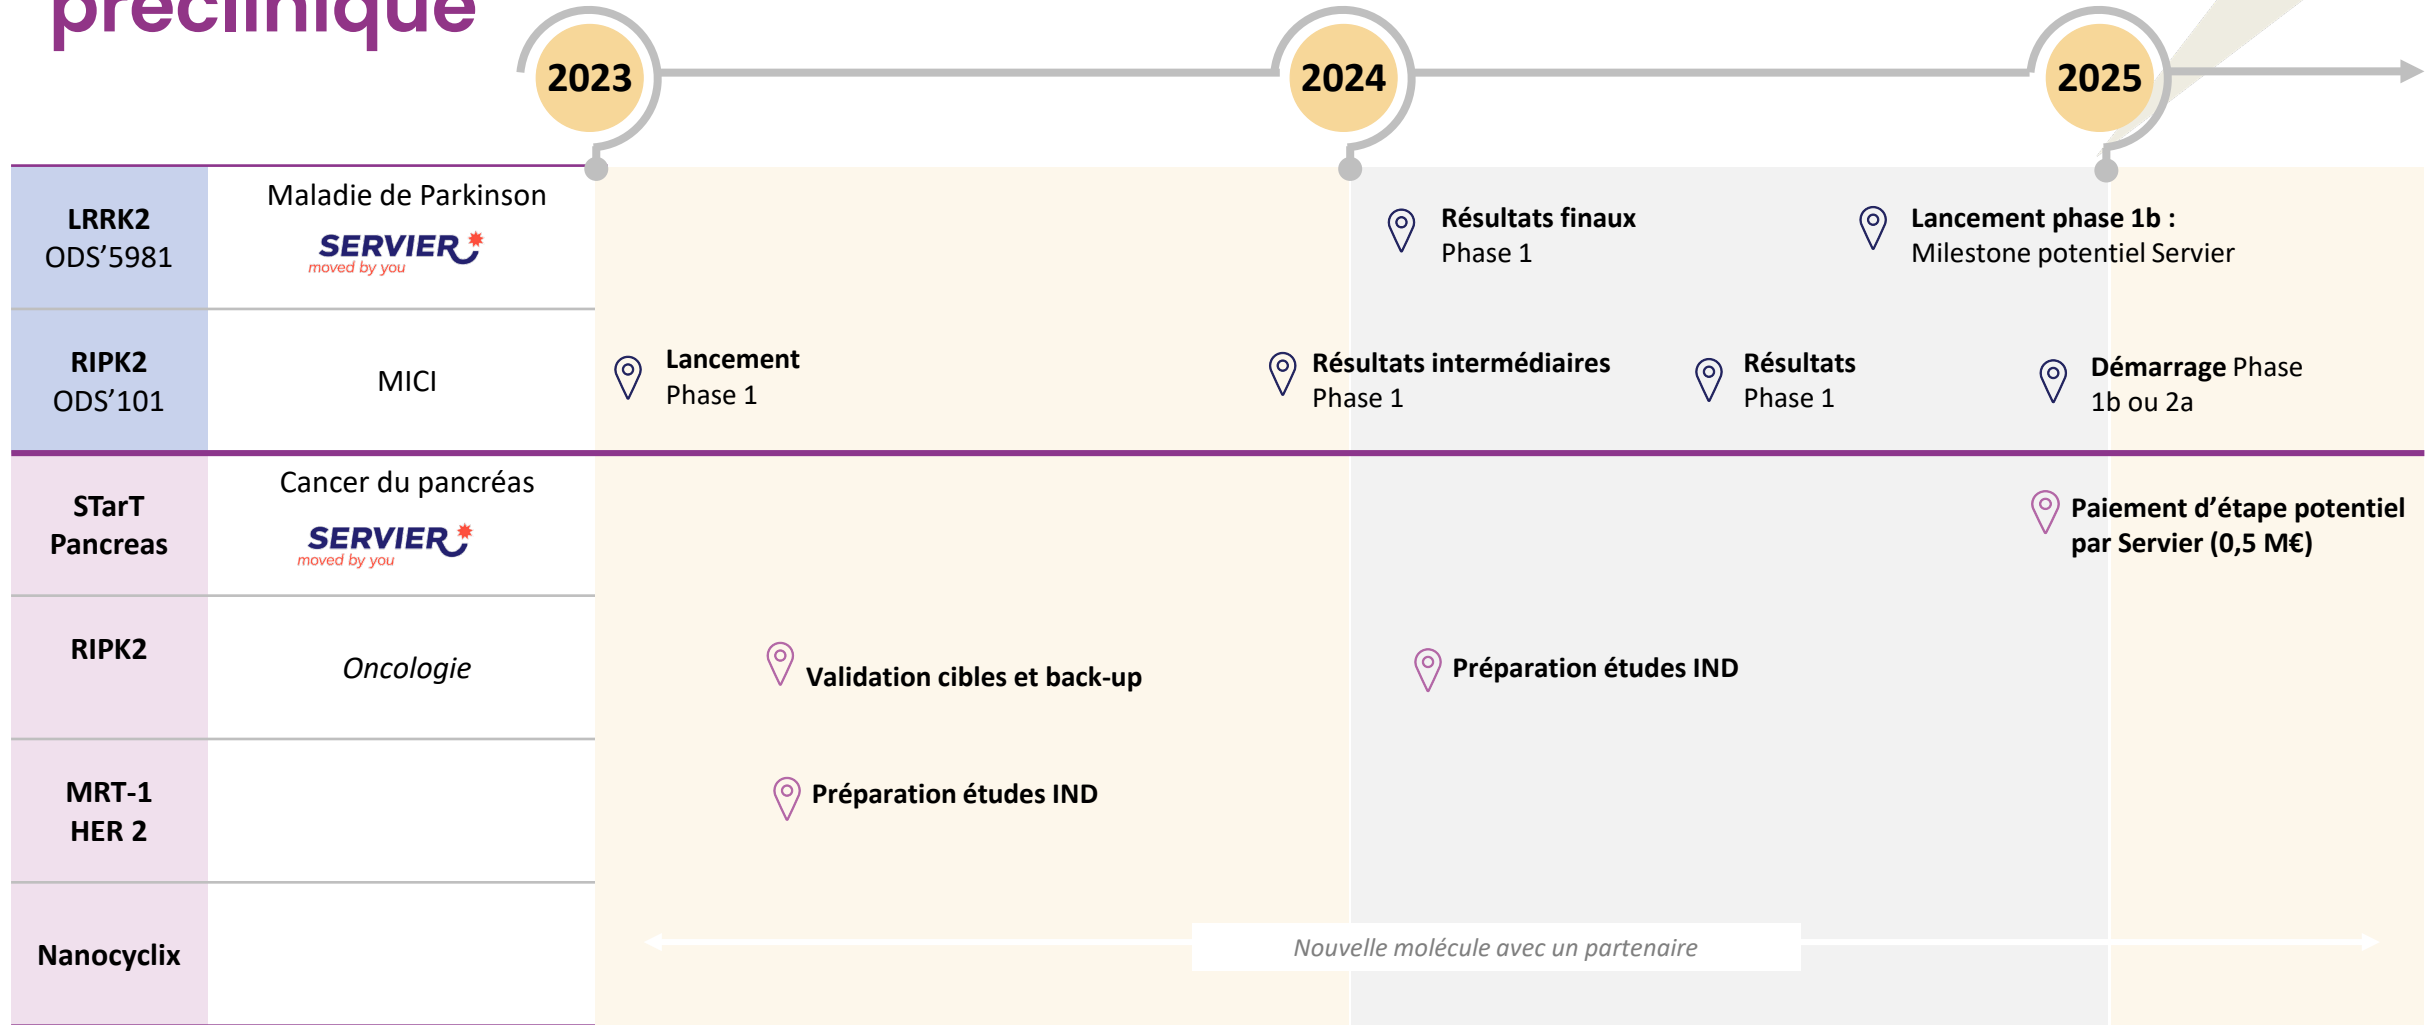 préclinique
2023
2024
2025
LRRK2
ODS’5981
Maladie de Parkinson
SERVIER
moved by you
Résultats finaux
Phase 1
Lancement phase 1b :
Milestone potentiel Servier
RIPK2
ODS’101
MICI
Lancement
Phase 1
Résultats intermédiaires
Phase 1
Résultats
Phase 1
Démarrage Phase
1b ou 2a
STarT
Pancreas
Cancer du pancréas
SERVIER
moved by you
Paiement d’étape potentiel
par Servier (0,5 M€)
RIPK2
Oncologie
Validation cibles et back-up
Préparation études IND
MRT-1
HER 2
Préparation études IND
Nanocyclix
Nouvelle molécule avec un partenaire